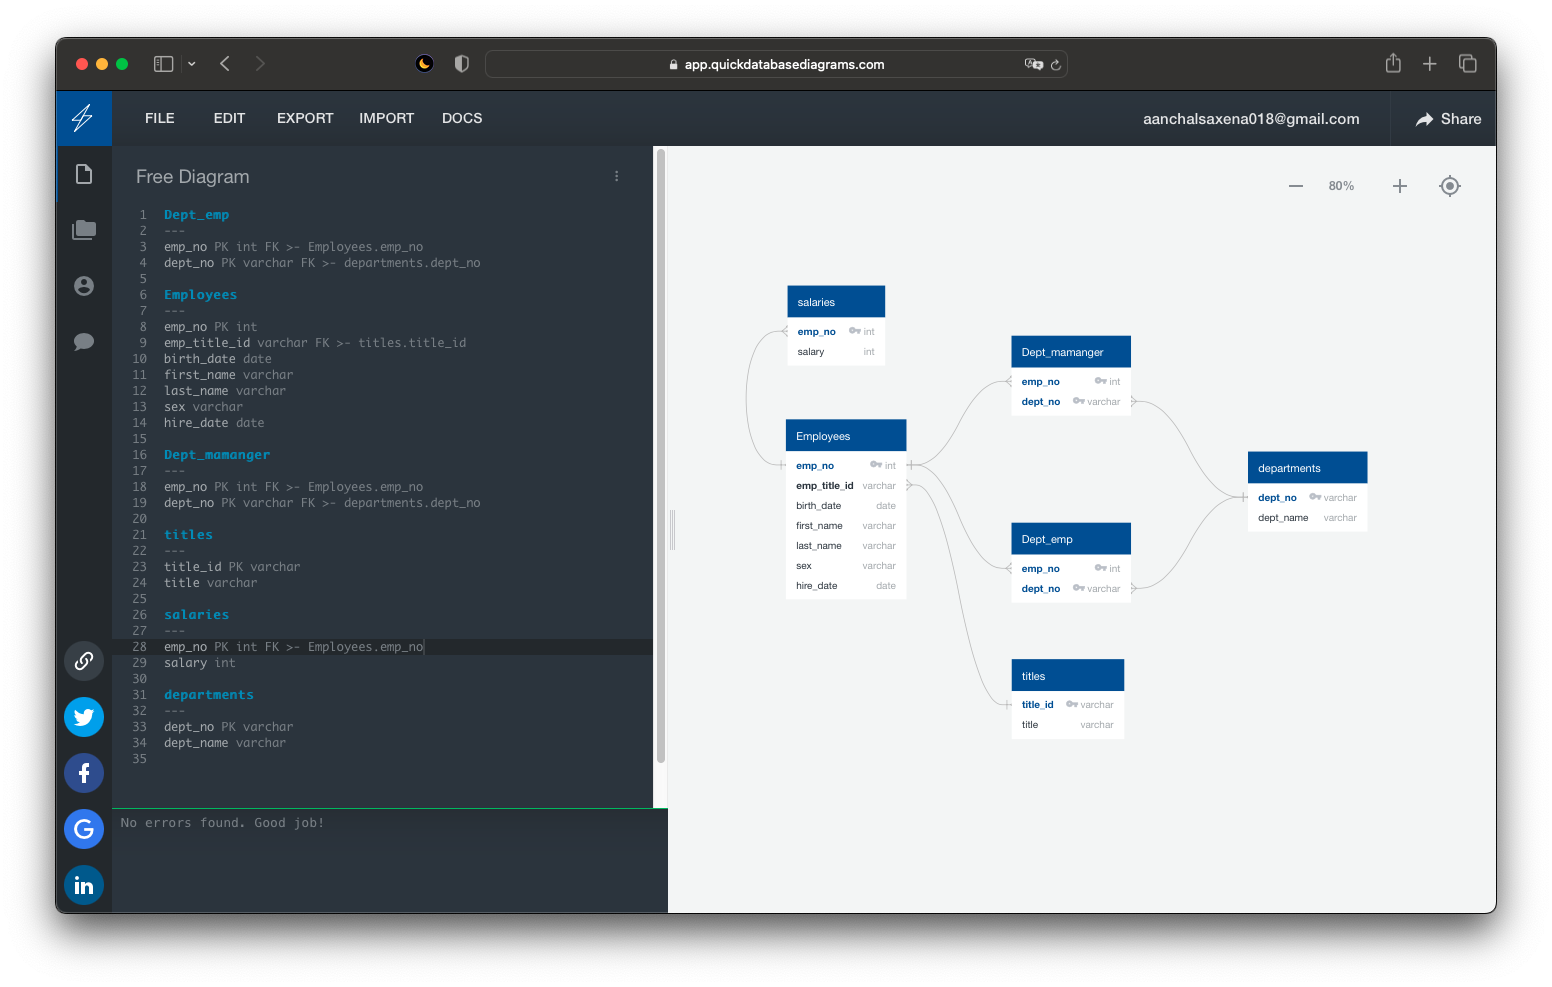 app.quickdatabasediagrams.com
FILE EDIT EXPORT IMPORT DOCS
aanchalsaxena018@gmail.com
Share
Free Diagram
1 Dept_emp
2 ---
3 emp_no PK int FK >- Employees.emp_no
4 dept_no PK varchar FK >- departments.dept_no
5
6 Employees
7 ---
8 emp_no PK int
9 emp_title_id varchar FK >- titles.title_id
10 birth_date date
11 first_name varchar
12 last_name varchar
13 sex varchar
14 hire_date date
15
16 Dept_mamanger
17 ---
18 emp_no PK int FK >- Employees.emp_no
19 dept_no PK varchar FK >- departments.dept_no
20
21 titles
22 ---
23 title_id PK varchar
24 title varchar
25
26 salaries
27 ---
28 emp_no PK int FK >- Employees.emp_no
29 salary int
30
31 departments
32 ---
33 dept_no PK varchar
34 dept_name varchar
35
No errors found. Good job!
f
G
in
80%
salaries
emp_no int
salary int
Employees
emp_no int
emp_title_id varchar
birth_date date
first_name varchar
last_name varchar
sex varchar
hire_date date
Dept_mamanger
emp_no int
dept_no varchar
Dept_emp
emp_no int
dept_no varchar
titles
title_id varchar
title varchar
departments
dept_no varchar
dept_name varchar